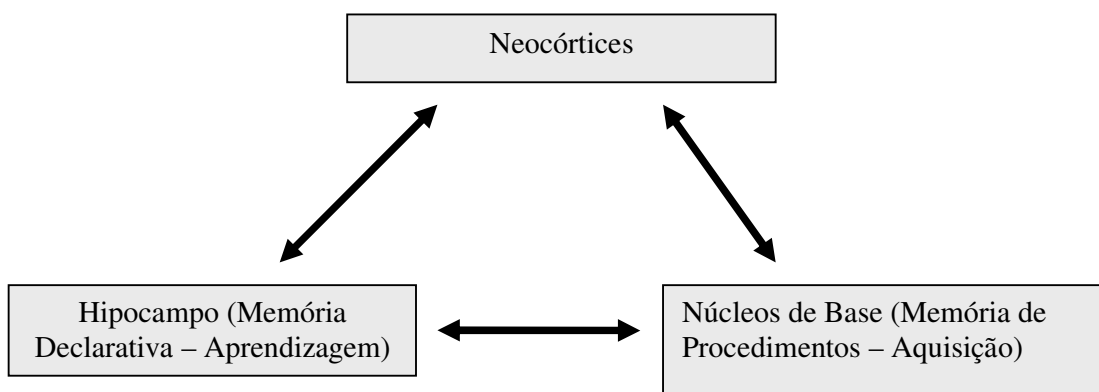 Neocórtices
Hipocampo (Memória
Declarativa – Aprendizagem)
Núcleos de Base (Memória de
Procedimentos – Aquisição)